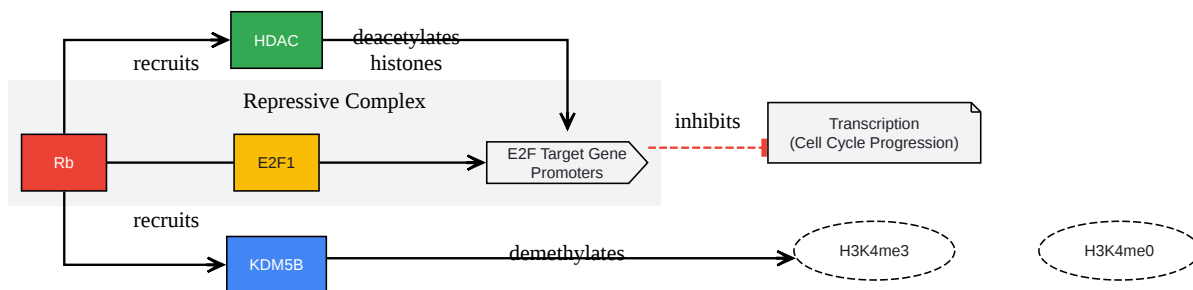 HDAC
deacetylates
histones
recruits
Repressive Complex
Rb
E2F1
E2F Target Gene
Promoters
inhibits
Transcription
(Cell Cycle Progression)
recruits
KDM5B
demethylates
H3K4me3
H3K4me0